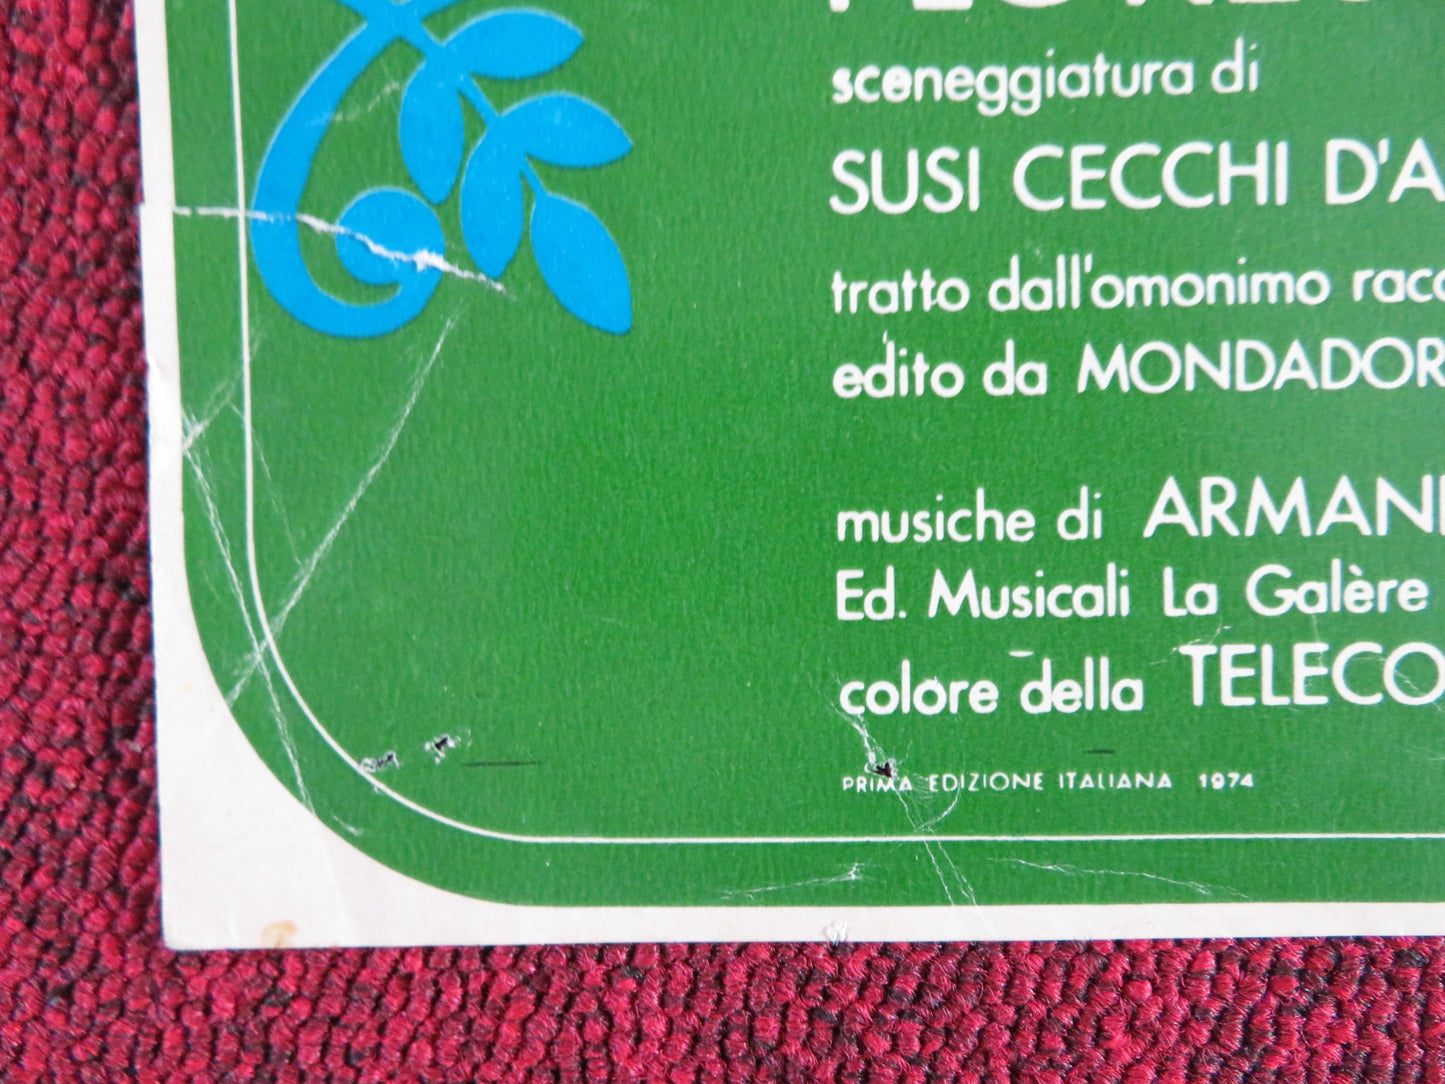 sceneggiatura di
SUSI CECCHI D'A
tratto dall'omonimo racc
edito da MONDADOR
musiche di ARMAN
Ed. Musicali La Galère
colore della TELECO
PRIMA EDIZIONE ITALIANA 1974